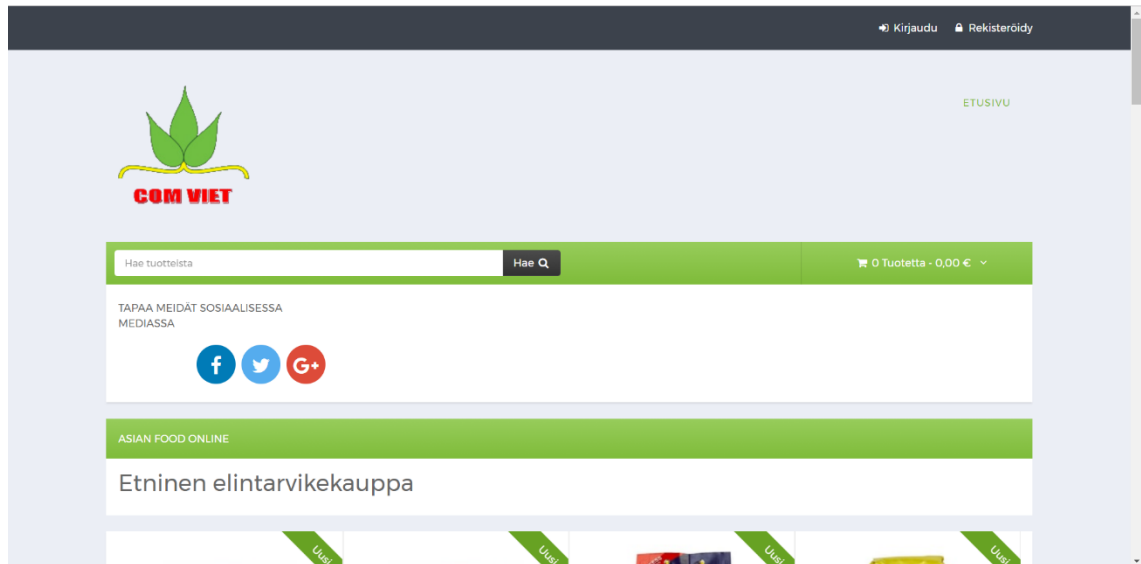 Kirjaudu Rekisteröidy
ETUSIVU
COM VIET
Hae tuotteista
Hae
0 Tuotetta - 0,00 €
TAPAA MEIDÄT SOSIAALISESSA
MEDIASSA
f G+
ASIAN FOOD ONLINE
Etninen elintarvikekauppa
Uusi Uusi Uusi Uusi